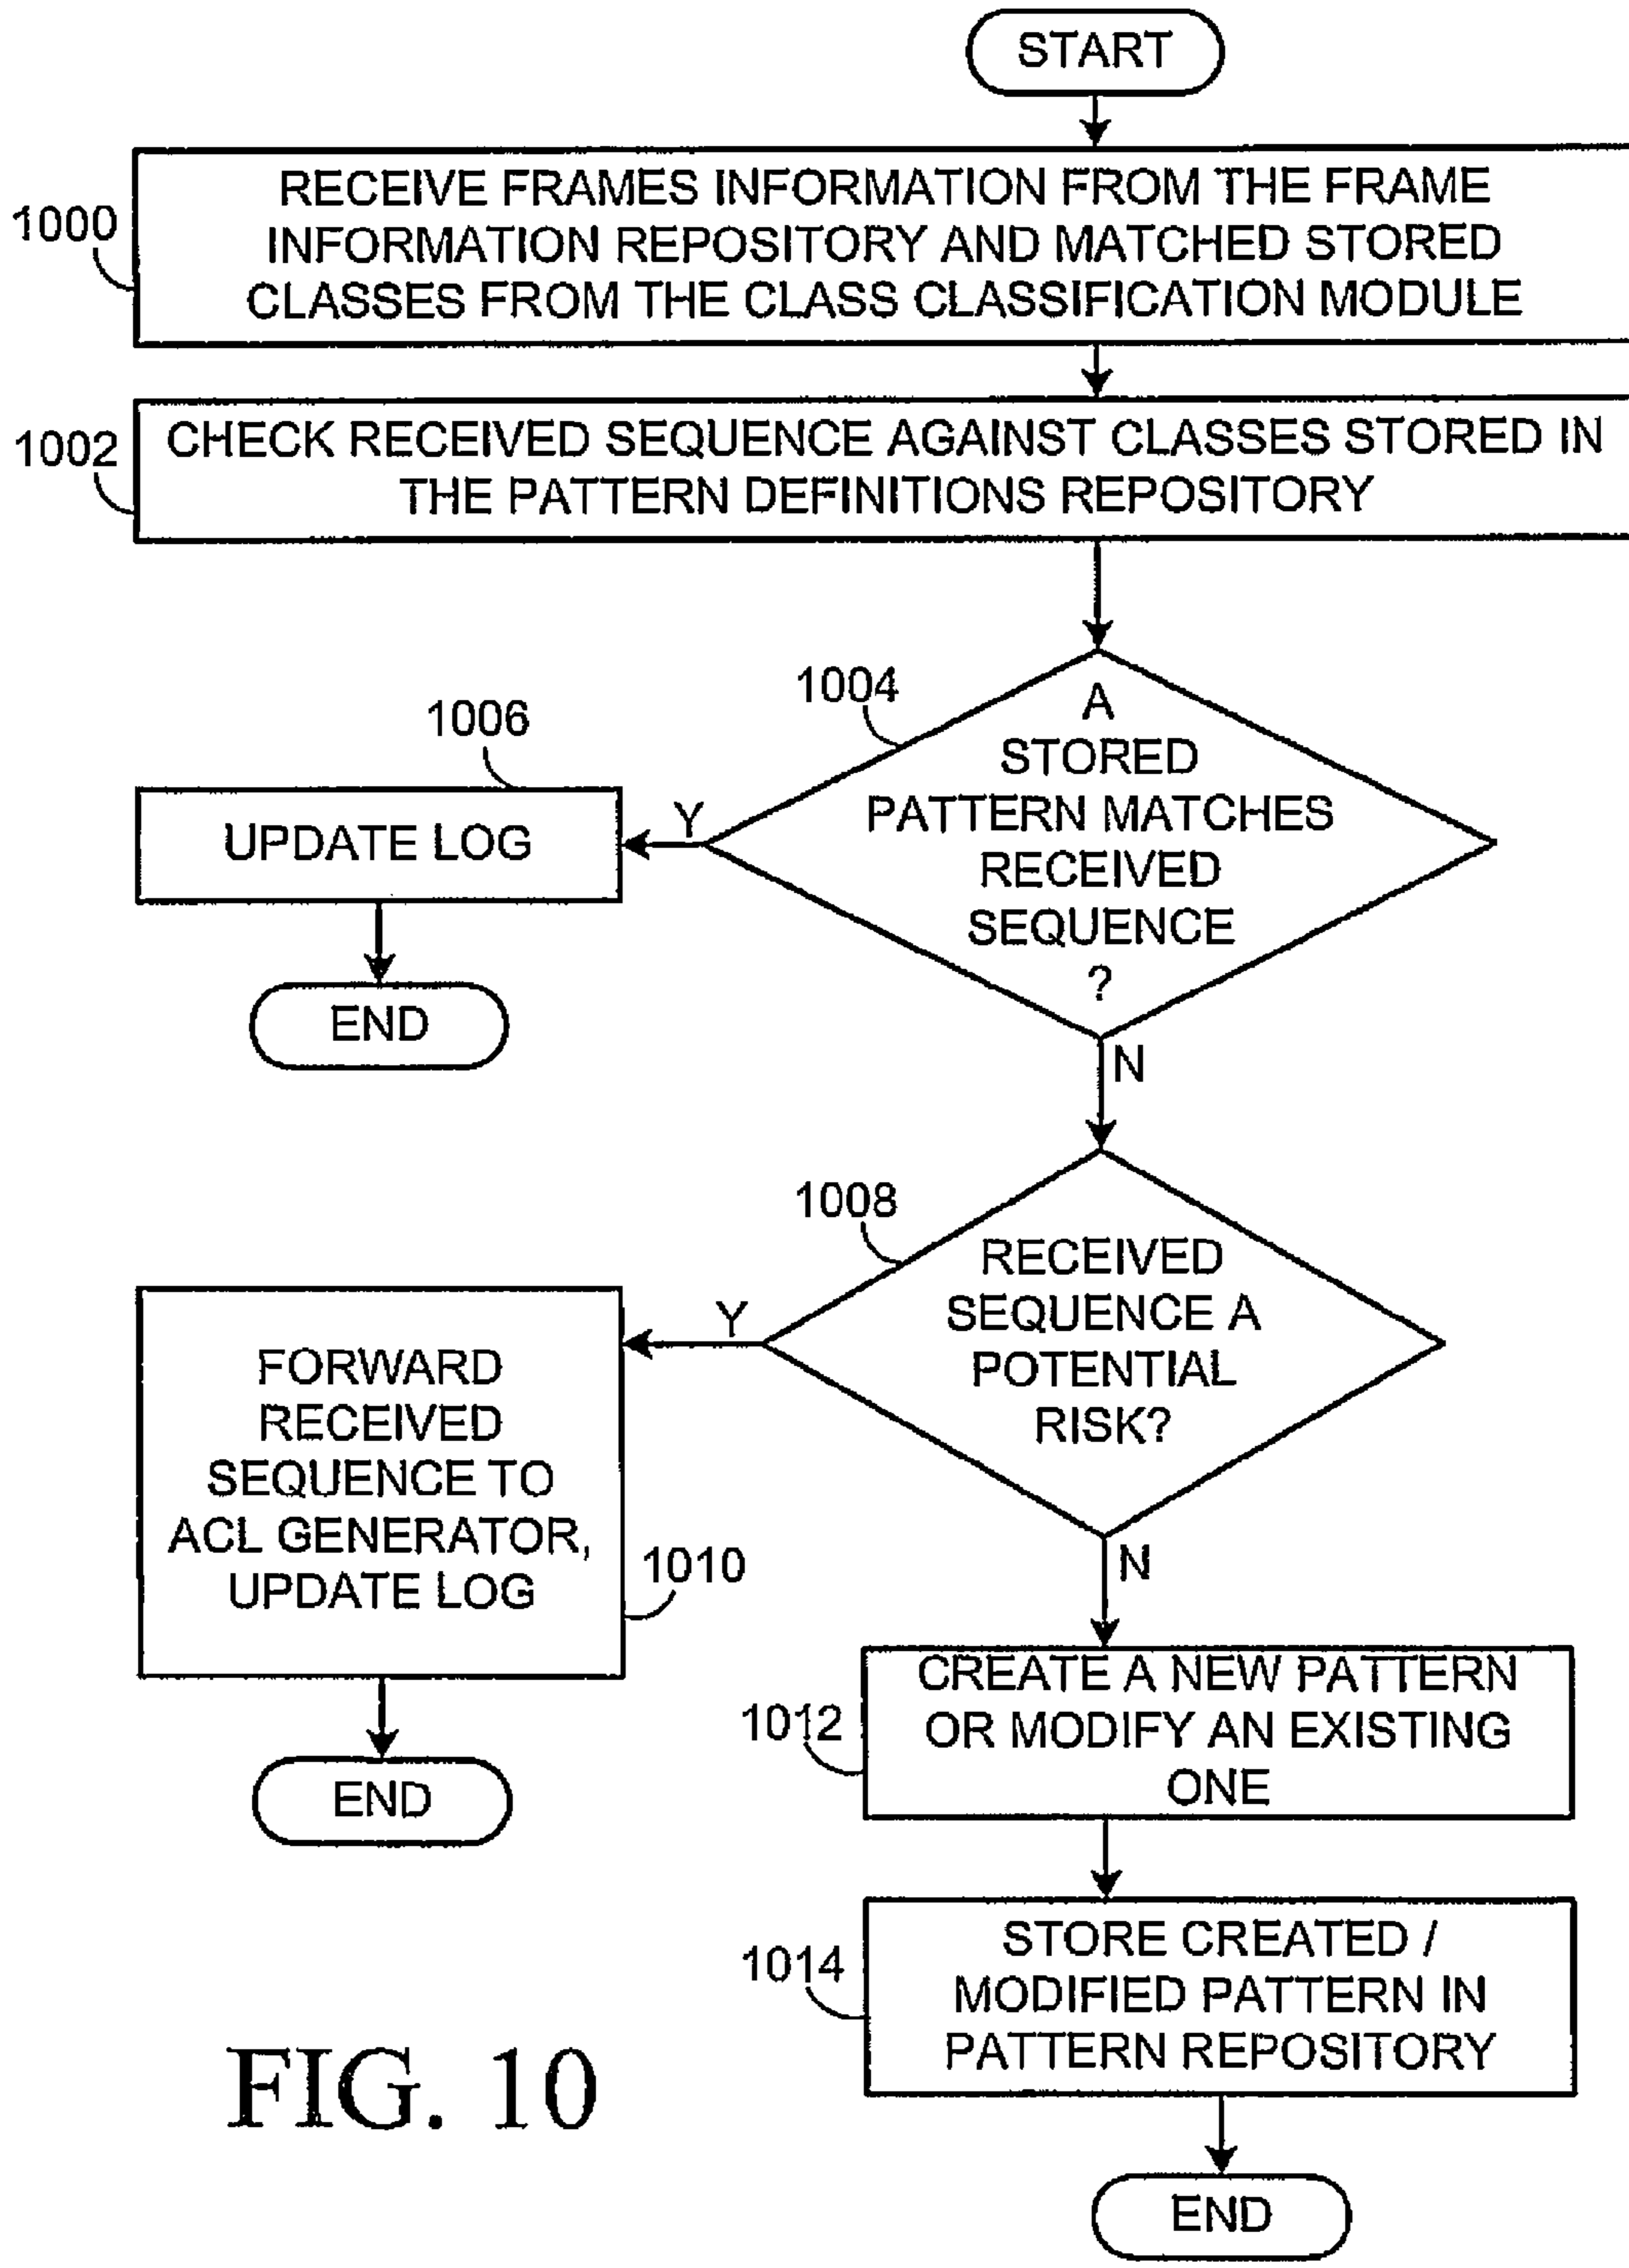 START
RECEIVE FRAMES INFORMATION FROM THE FRAME
INFORMATION REPOSITORY AND MATCHED STORED
CLASSES FROM THE CLASS CLASSIFICATION MODULE
1000
CHECK RECEIVED SEQUENCE AGAINST CLASSES STORED IN
THE PATTERN DEFINITIONS REPOSITORY
1002
1004
A
STORED
PATTERN MATCHES
RECEIVED
SEQUENCE
?
Y
1006
UPDATE LOG
END
N
1008
RECEIVED
SEQUENCE A
POTENTIAL
RISK?
Y
FORWARD
RECEIVED
SEQUENCE TO
ACL GENERATOR,
UPDATE LOG
1010
END
N
CREATE A NEW PATTERN
OR MODIFY AN EXISTING
ONE
1012
STORE CREATED /
MODIFIED PATTERN IN
PATTERN REPOSITORY
1014
END
FIG. 10